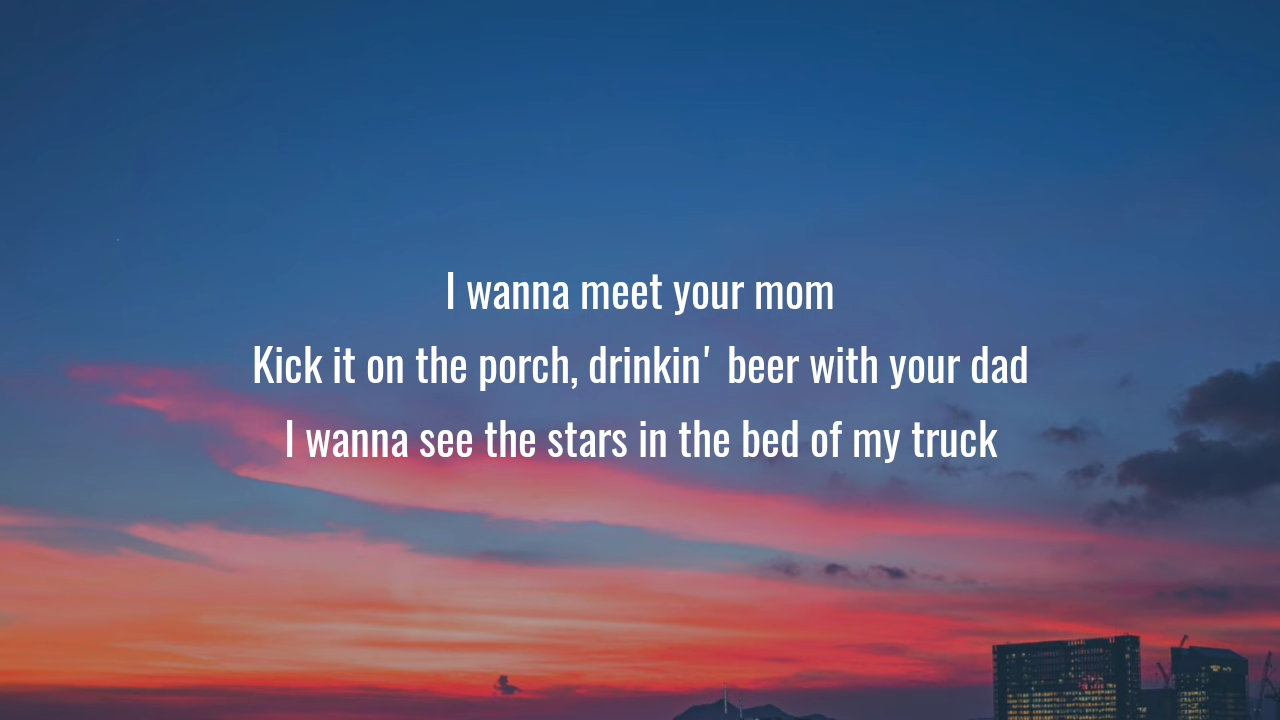 I wanna meet your mom
Kick it on the porch, drinkin' beer with your dad
I wanna see the stars in the bed of my truck